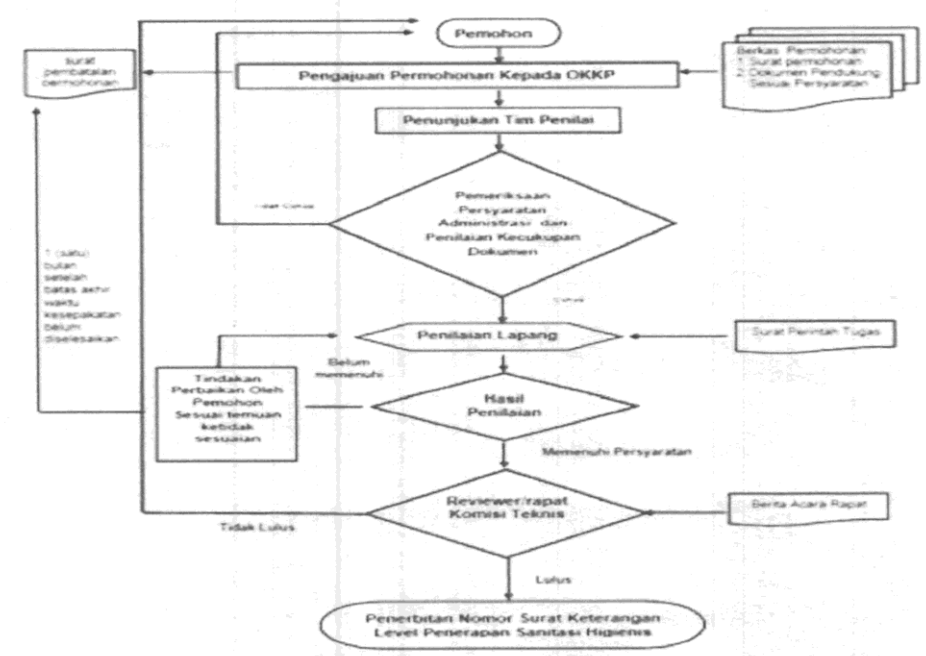 Pemohon
surat
pembatalan
permohonan
Pengajuan Permohonan Kepada OKKP
Berkas Permohonan
1. Surat permohonan
2. Dokumen Pendukung
Sesuai Persyaratan
Penunjukan Tim Penilai
Pemeriksaan
Persyaratan
Administrasi dan
Penilaian Kecukupan
Dokumen
1 (satu)
bulan
setelah
batas akhir
waktu
kesepakatan
belum
diselesaikan
Penilaian Lapang
Surat Perintah Tugas
Belum
memenuhi
Tindakan
Perbaikan Oleh
Pemohon
Sesuai temuan
ketidak
sesuaian
Hasil
Penilaian
Memenuhi Persyaratan
Reviewer/rapat
Komisi Teknis
Berita Acara Rapat
Tidak Lulus
Lulus
Penerbitan Nomor Surat Keterangan
Level Penerapan Sanitasi Higienis